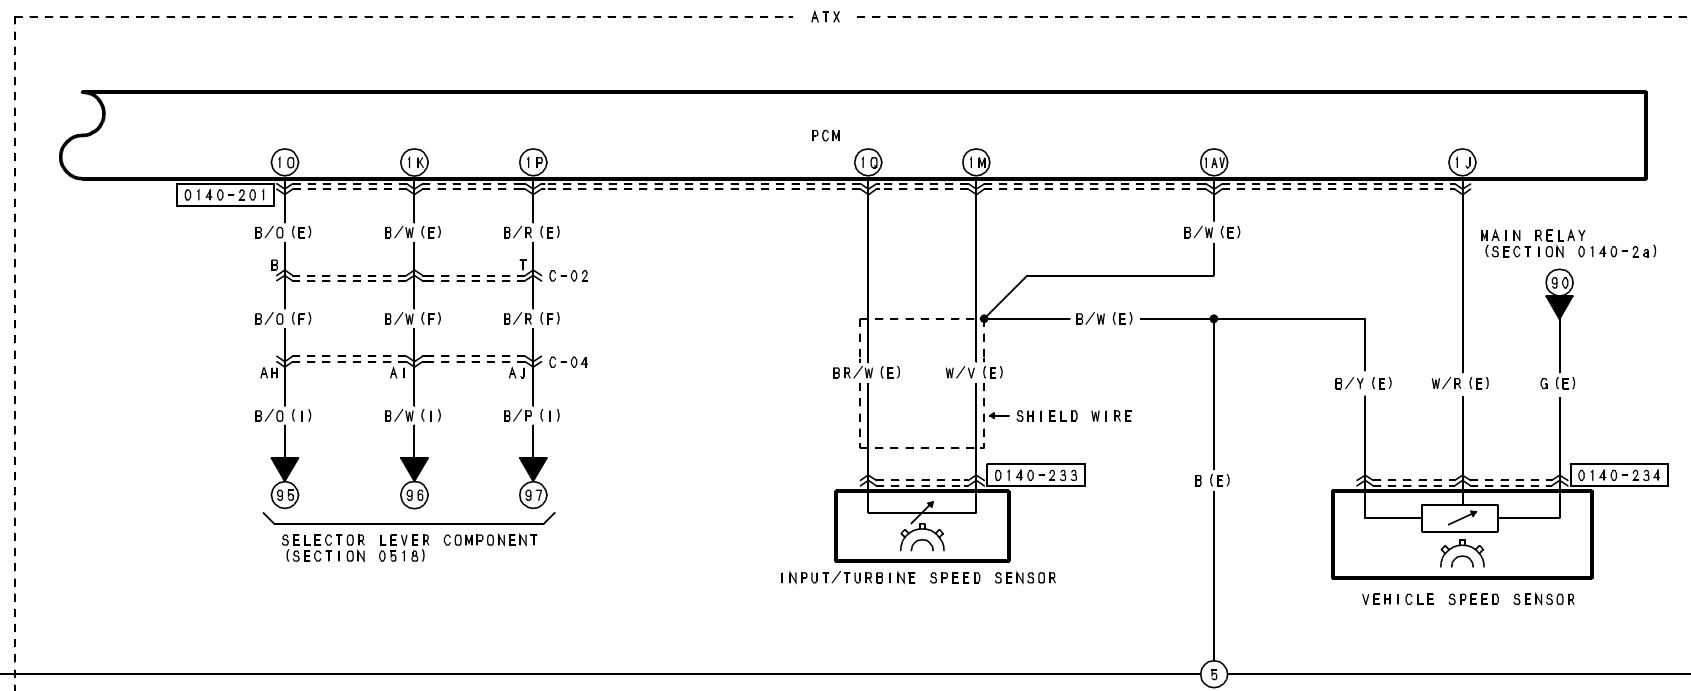 ATX
PCM
1O 1K 1P 1Q 1M 1AV 1J
0140-201
B/O(E) B/W(E) B/R(E) B/W(E)
MAIN RELAY
(SECTION 0140-2a)
B T C-02
90
B/O(F) B/W(F) B/R(F) B/W(E)
C-04
AH AI AJ BR/W(E) W/V(E)
B/Y(E) W/R(E) G(E)
B/O(I) B/W(I) B/P(I) SHIELD WIRE
0140-233 0140-234
B(E)
95 96 97
SELECTOR LEVER COMPONENT
(SECTION 0518)
INPUT/TURBINE SPEED SENSOR
VEHICLE SPEED SENSOR
5